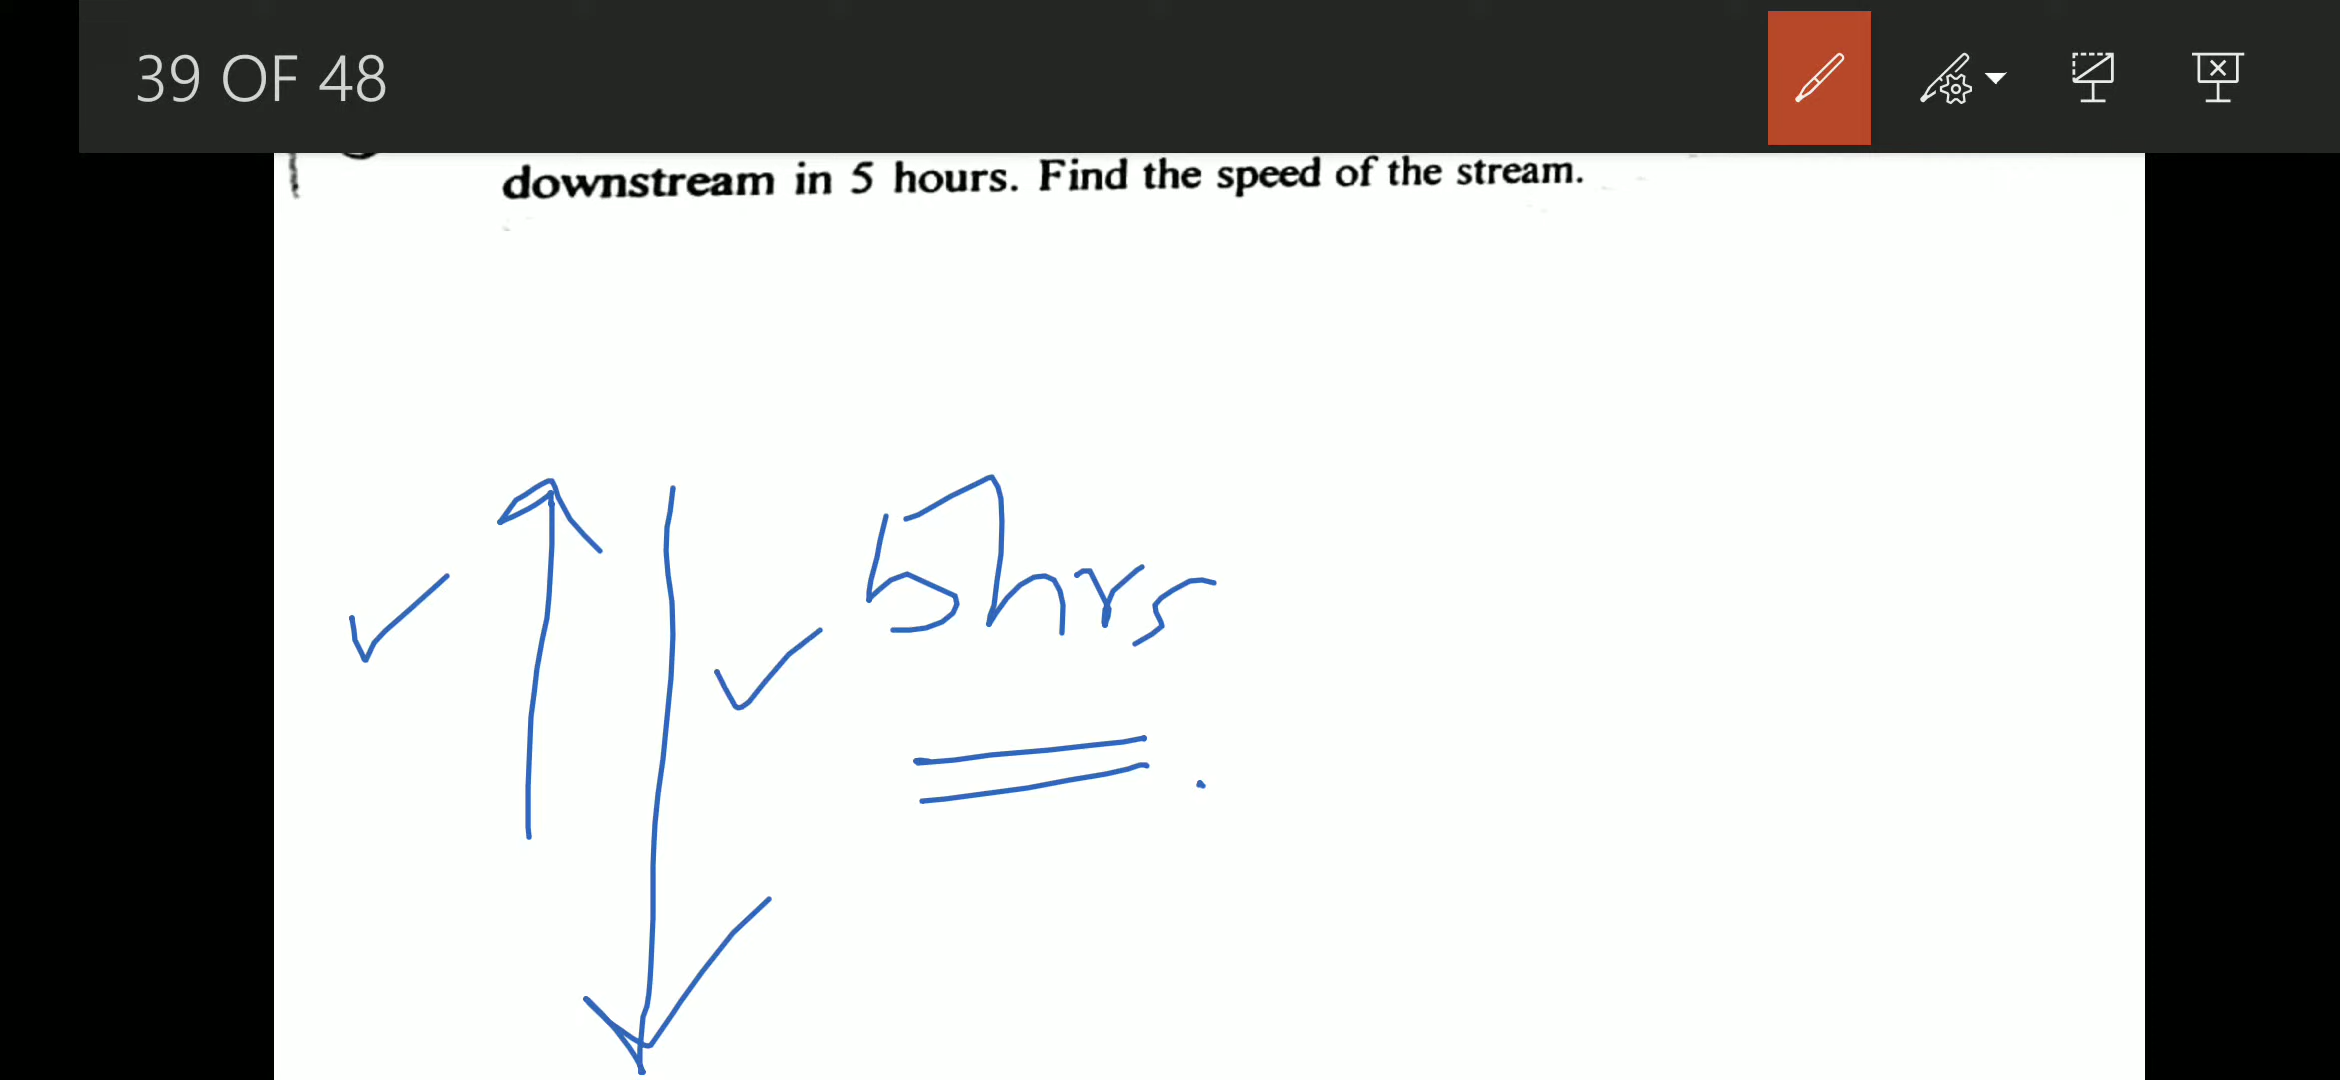 39 OF 48
downstream in 5 hours. Find the speed of the stream.
5hrs